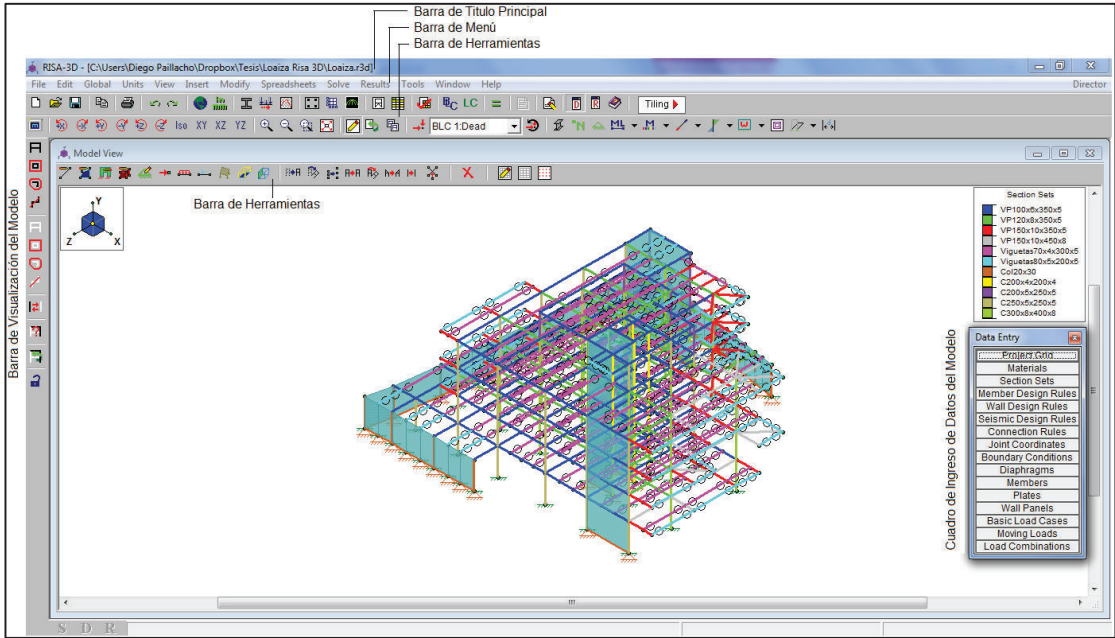 Barra de Titulo Principal
Barra de Menú
Barra de Herramientas
RISA-3D - [C:\Users\Diego Paillacho\Dropbox\Tesis\Loaiza Risa 3D\Loaiza.r3d]
File Edit Global Units View Insert Modify Spreadsheets Solve Results Tools Window Help Director
BC LC = D R Tiling
Iso XY XZ YZ BLC 1:Dead
Model View
Barra de Herramientas
Barra de Visualización del Modelo
Y
Z X
Section Sets
VP100x6x350x5
VP120x8x350x5
VP150x10x350x5
VP150x10x450x8
Viguetas70x4x300x5
Viguetas80x5x200x5
Col20x30
C200x4x200x4
C200x5x250x5
C250x5x250x5
C300x8x400x8
Cuadro de Ingreso de Datos del Modelo
Data Entry
Project Grid
Materials
Section Sets
Member Design Rules
Wall Design Rules
Seismic Design Rules
Connection Rules
Joint Coordinates
Boundary Conditions
Diaphragms
Members
Plates
Wall Panels
Basic Load Cases
Moving Loads
Load Combinations
S D R